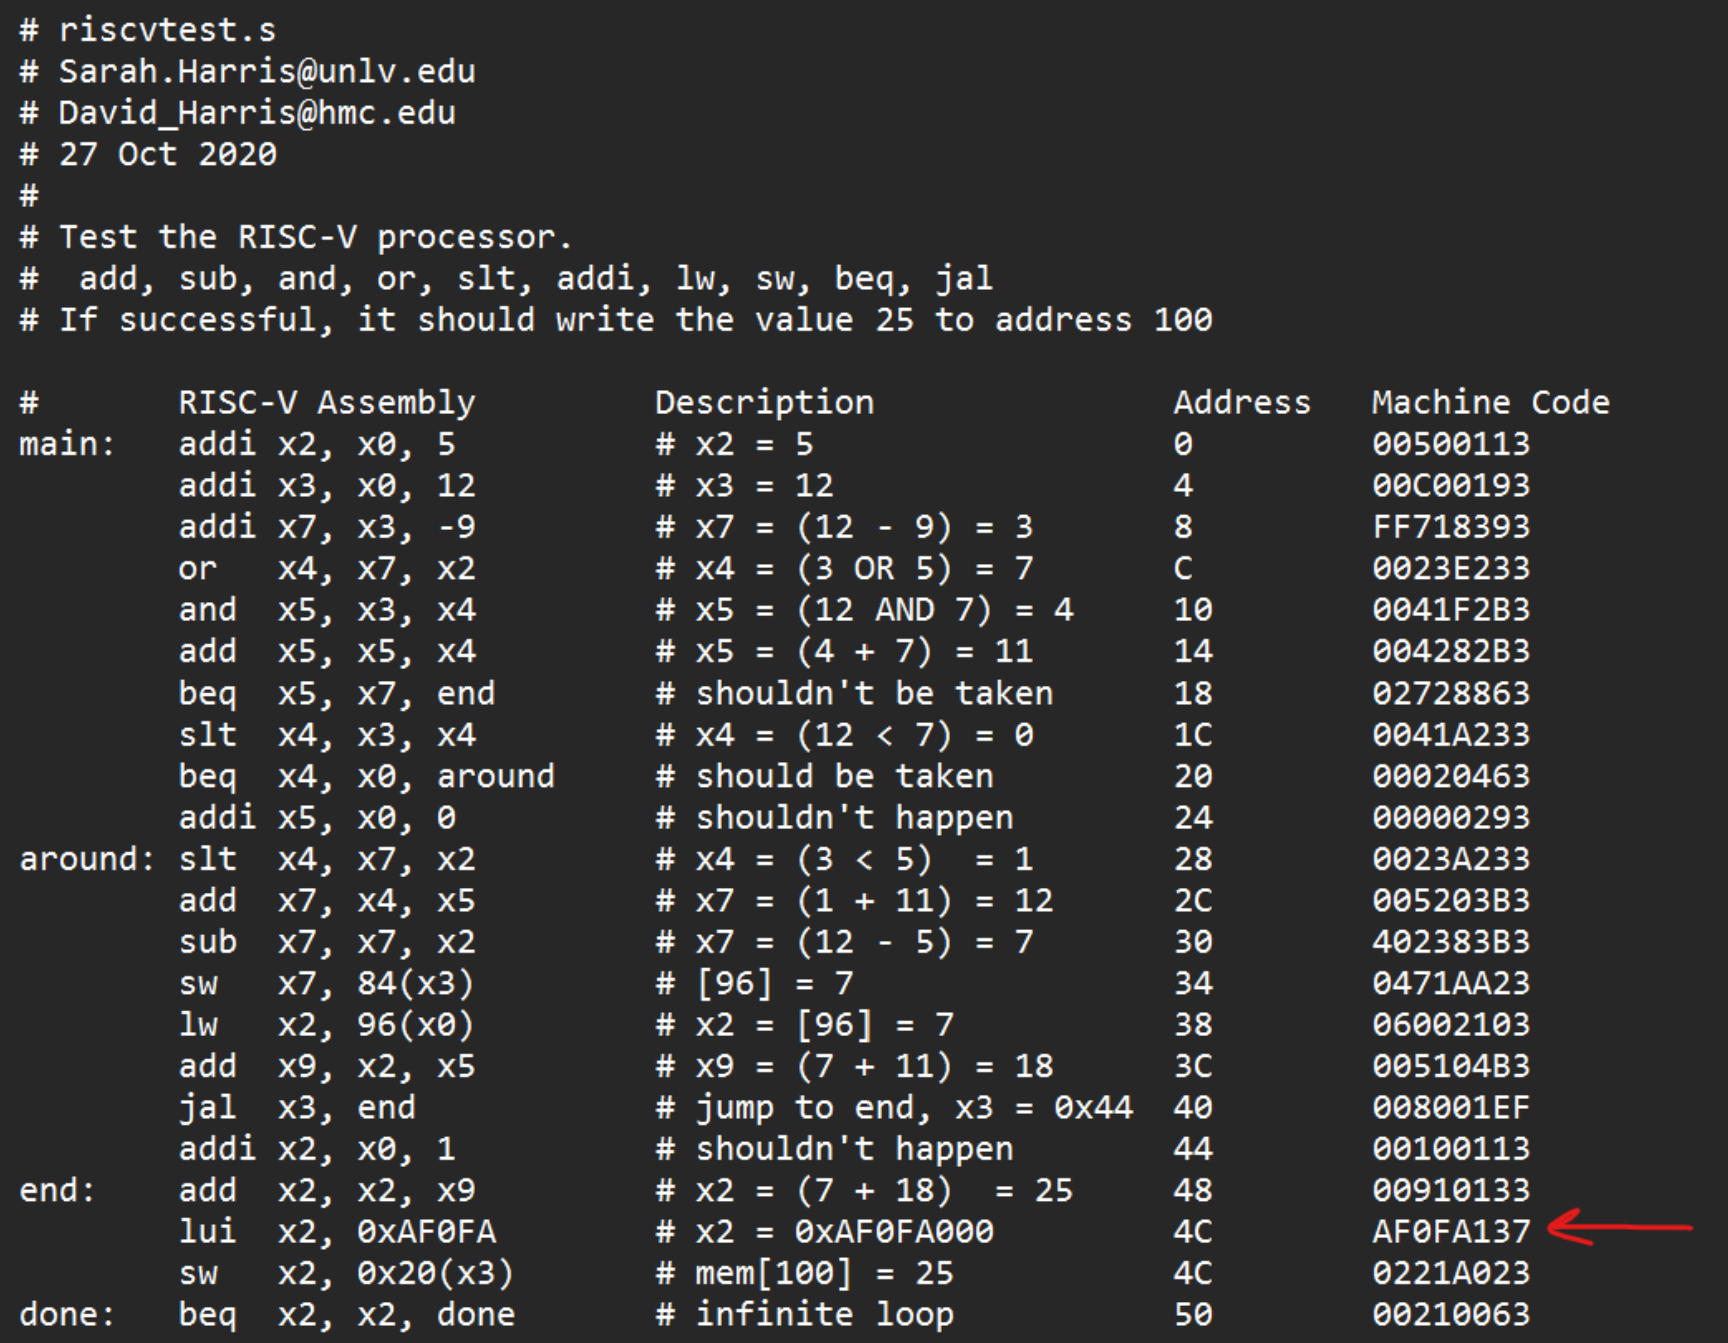 # riscvtest.s
# Sarah.Harris@unlv.edu
# David_Harris@hmc.edu
# 27 Oct 2020
#
# Test the RISC-V processor.
#  add, sub, and, or, slt, addi, lw, sw, beq, jal
# If successful, it should write the value 25 to address 100

#       RISC-V Assembly         Description               Address   Machine Code
main:   addi x2, x0, 5          # x2 = 5                  0         00500113
        addi x3, x0, 12         # x3 = 12                 4         00C00193
        addi x7, x3, -9         # x7 = (12 - 9) = 3       8         FF718393
        or   x4, x7, x2         # x4 = (3 OR 5) = 7       C         0023E233
        and  x5, x3, x4         # x5 = (12 AND 7) = 4     10        0041F2B3
        add  x5, x5, x4         # x5 = (4 + 7) = 11       14        004282B3
        beq  x5, x7, end        # shouldn't be taken      18        02728863
        slt  x4, x3, x4         # x4 = (12 < 7) = 0       1C        0041A233
        beq  x4, x0, around     # should be taken         20        00020463
        addi x5, x0, 0          # shouldn't happen        24        00000293
around: slt  x4, x7, x2         # x4 = (3 < 5)  = 1       28        0023A233
        add  x7, x4, x5         # x7 = (1 + 11) = 12      2C        005203B3
        sub  x7, x7, x2         # x7 = (12 - 5) = 7       30        402383B3
        sw   x7, 84(x3)         # [96] = 7                34        0471AA23
        lw   x2, 96(x0)         # x2 = [96] = 7           38        06002103
        add  x9, x2, x5         # x9 = (7 + 11) = 18      3C        005104B3
        jal  x3, end            # jump to end, x3 = 0x44  40        008001EF
        addi x2, x0, 1          # shouldn't happen        44        00100113
end:    add  x2, x2, x9         # x2 = (7 + 18)  = 25     48        00910133
        lui  x2, 0xAF0FA        # x2 = 0xAF0FA000         4C        AF0FA137
        sw   x2, 0x20(x3)       # mem[100] = 25           4C        0221A023
done:   beq  x2, x2, done       # infinite loop           50        00210063